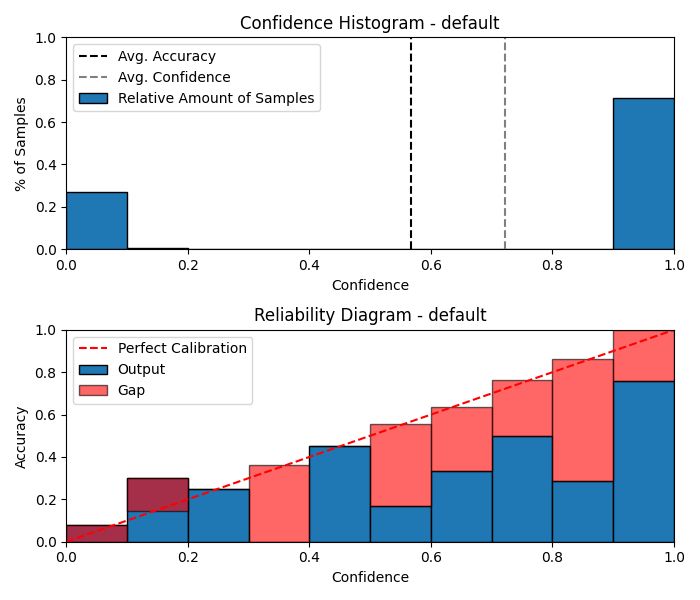 Confidence Histogram - default
1.0
0.8
0.6
0.4
0.2
0.0
% of Samples
Avg. Accuracy
Avg. Confidence
Relative Amount of Samples
0.0 0.2 0.4 0.6 0.8 1.0
Confidence
Reliability Diagram - default
1.0
0.8
0.6
0.4
0.2
0.0
Accuracy
Perfect Calibration
Output
Gap
0.0 0.2 0.4 0.6 0.8 1.0
Confidence